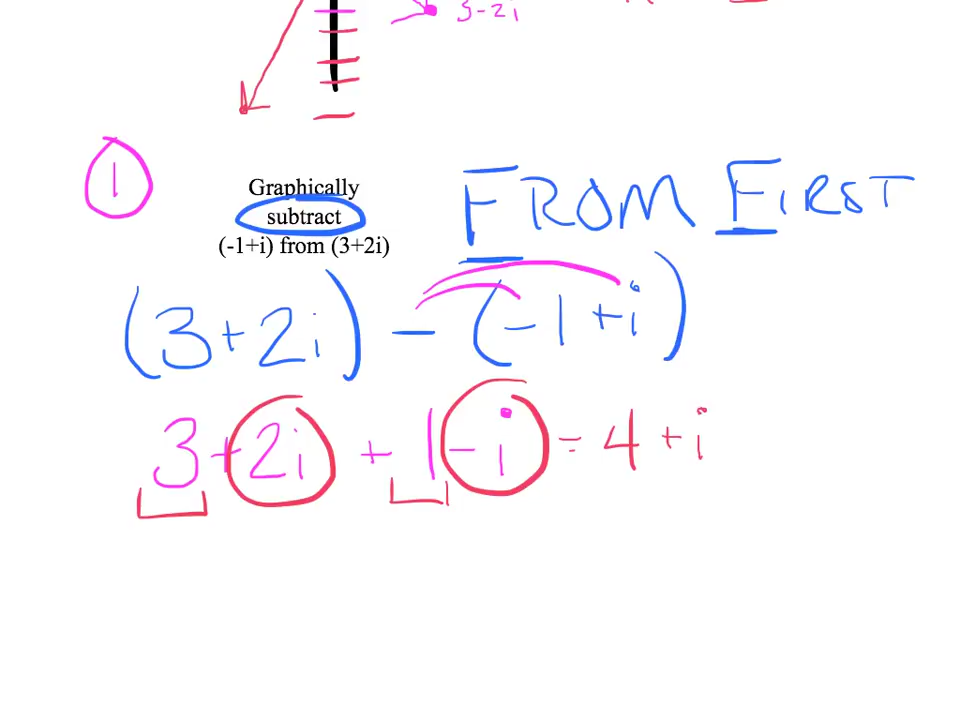 3-2i
1
Graphically
subtract
(-1+i) from (3+2i)
FROM FIRST
(3+2i) - (-1+i)
3+2i + 1-i = 4+i